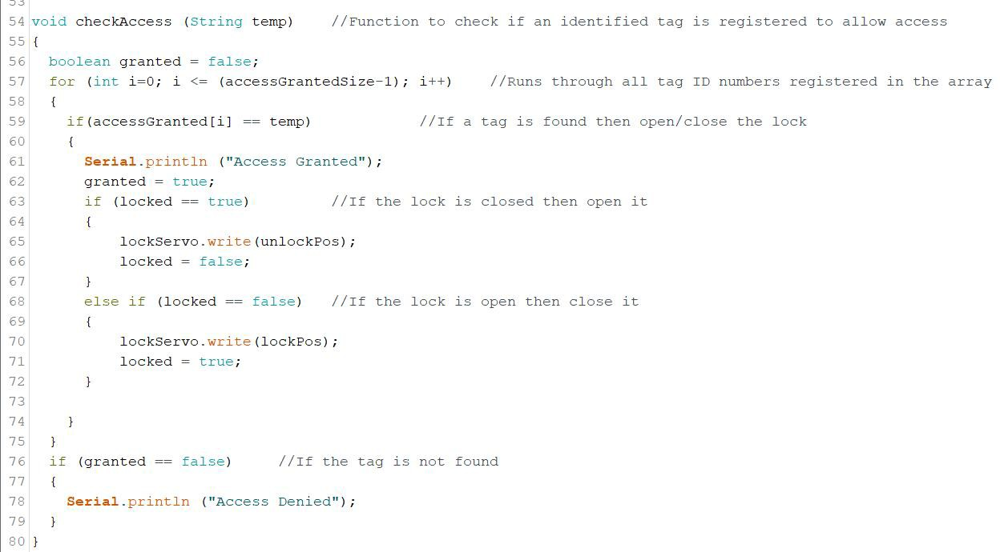 53
54 void checkAccess (String temp)    //Function to check if an identified tag is registered to allow access
55 {
56   boolean granted = false;
57   for (int i=0; i <= (accessGrantedSize-1); i++)    //Runs through all tag ID numbers registered in the array
58   {
59     if(accessGranted[i] == temp)            //If a tag is found then open/close the lock
60     {
61       Serial.println ("Access Granted");
62       granted = true;
63       if (locked == true)         //If the lock is closed then open it
64       {
65           lockServo.write(unlockPos);
66           locked = false;
67       }
68       else if (locked == false)   //If the lock is open then close it
69       {
70           lockServo.write(lockPos);
71           locked = true;
72       }
73
74     }
75   }
76   if (granted == false)     //If the tag is not found
77   {
78     Serial.println ("Access Denied");
79   }
80 }